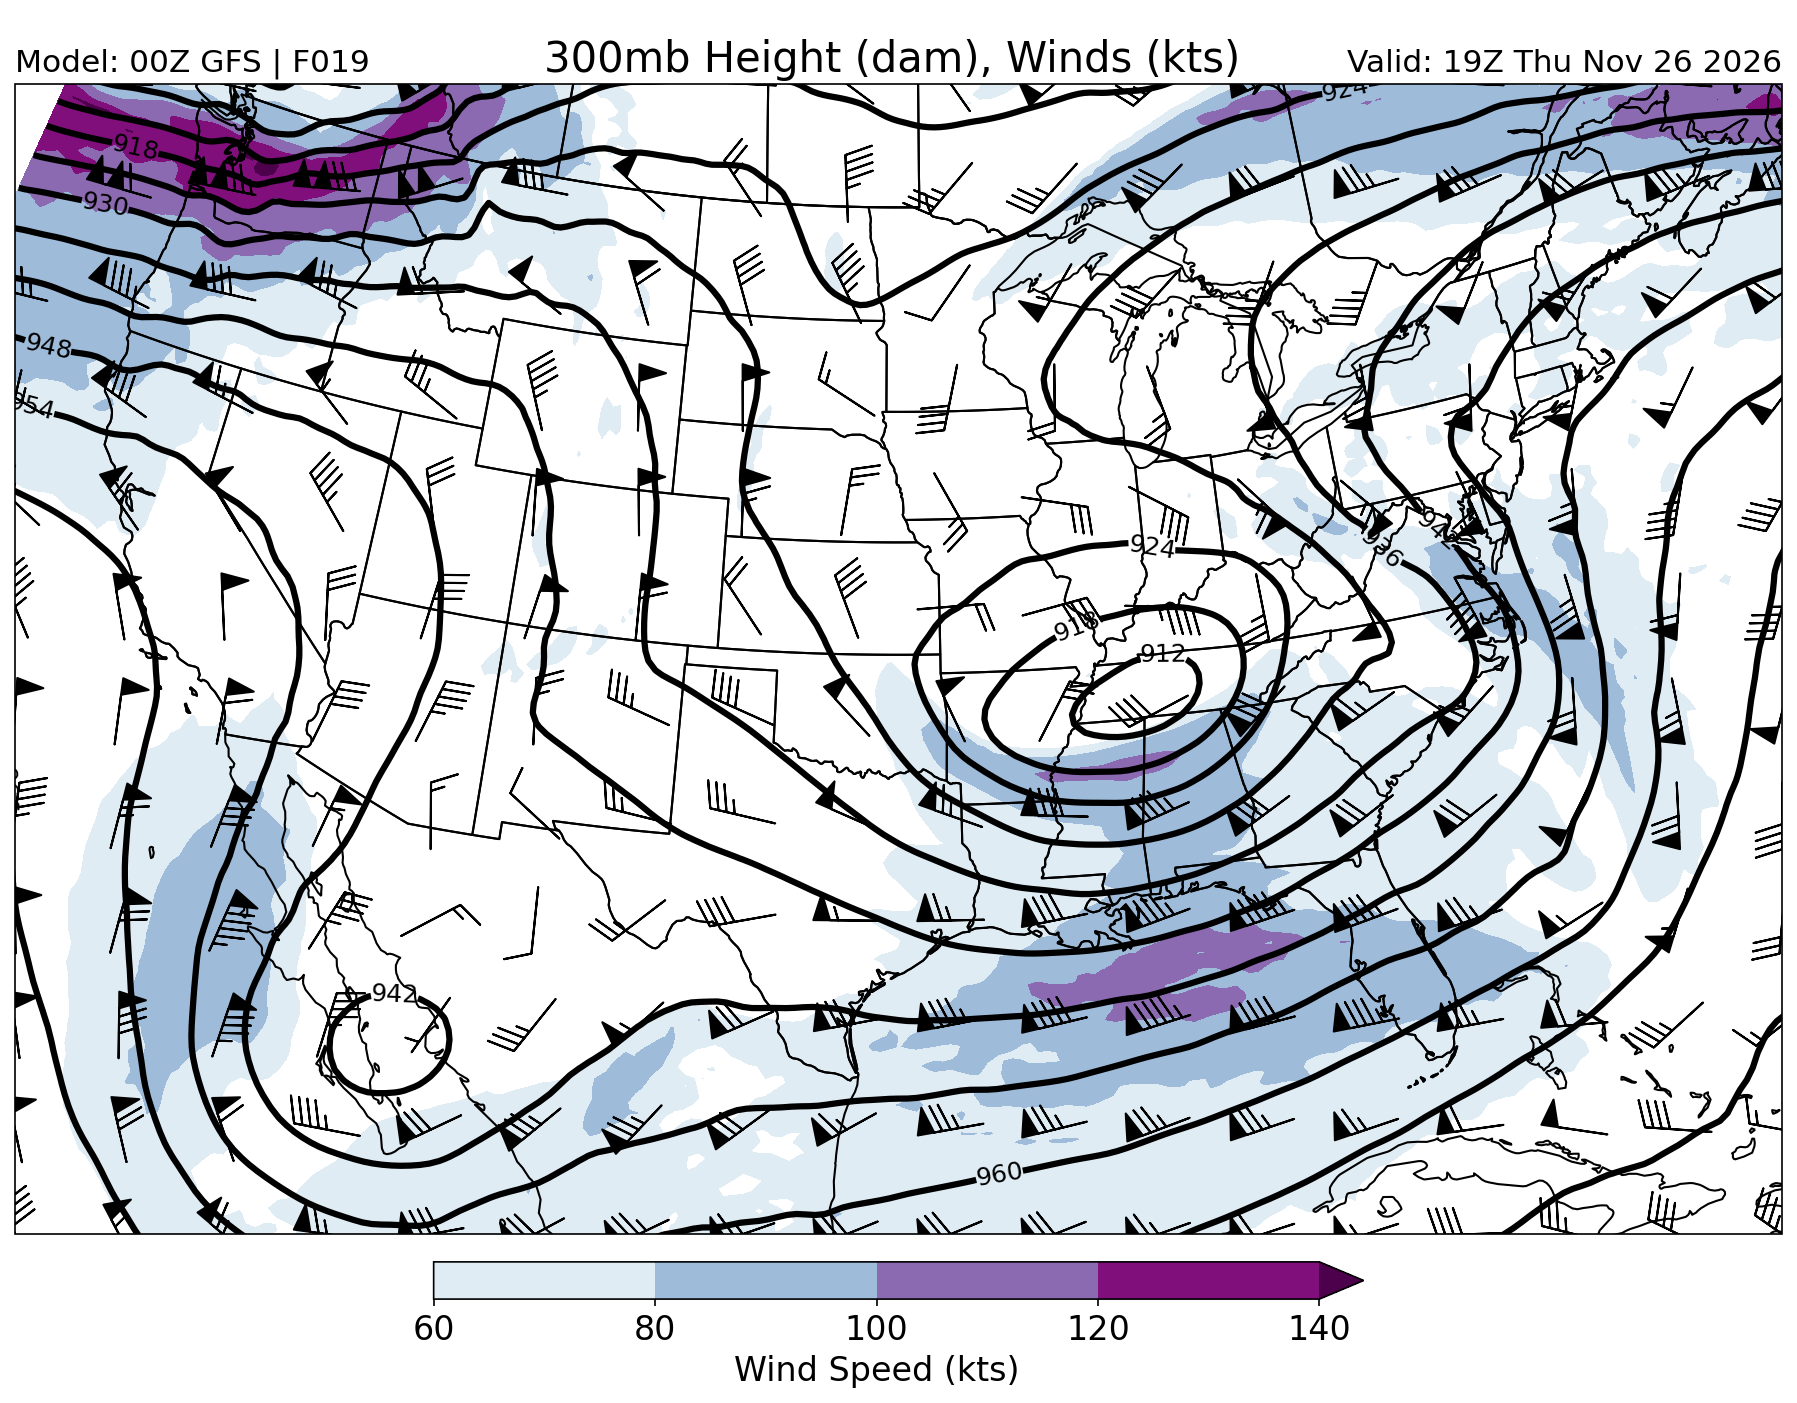 Model: 00Z GFS | F019
300mb Height (dam), Winds (kts)
Valid: 19Z Thu Nov 26 2026
924
918
930
948
954
924
936
918
912
942
960
60 80 100 120 140
Wind Speed (kts)